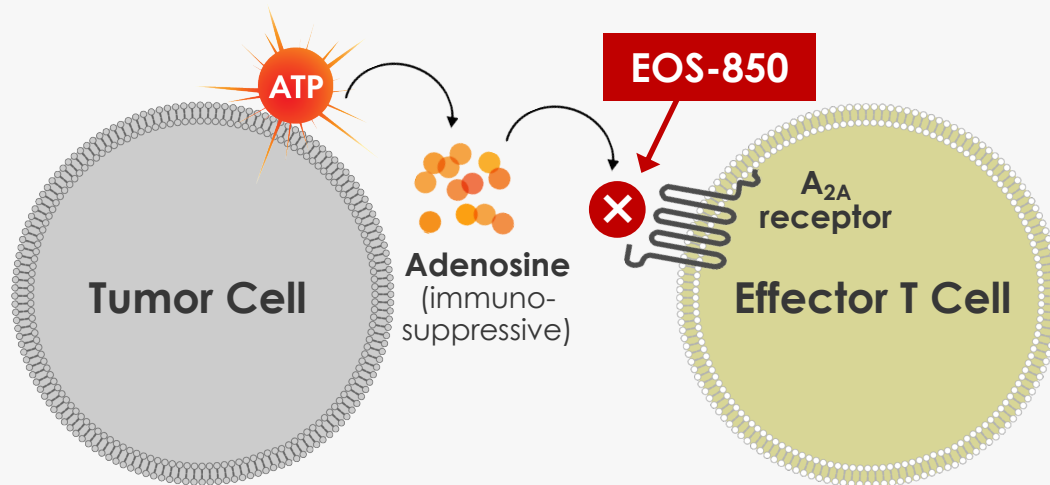 ATP
EOS-850
A2A
receptor
Adenosine
(immuno-
suppressive)
Tumor Cell
Effector T Cell